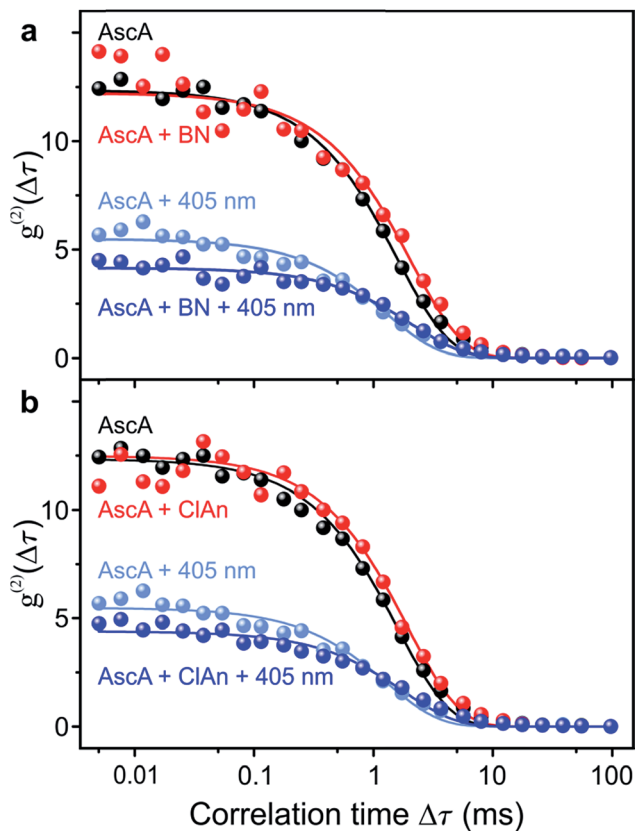 a
AscA
10
AscA + BN
AscA + 405 nm
5
AscA + BN + 405 nm
0
g(2)(Δτ)
b
AscA
10
AscA + ClAn
AscA + 405 nm
5
AscA + ClAn + 405 nm
0
g(2)(Δτ)
0.01 0.1 1 10 100
Correlation time Δτ (ms)